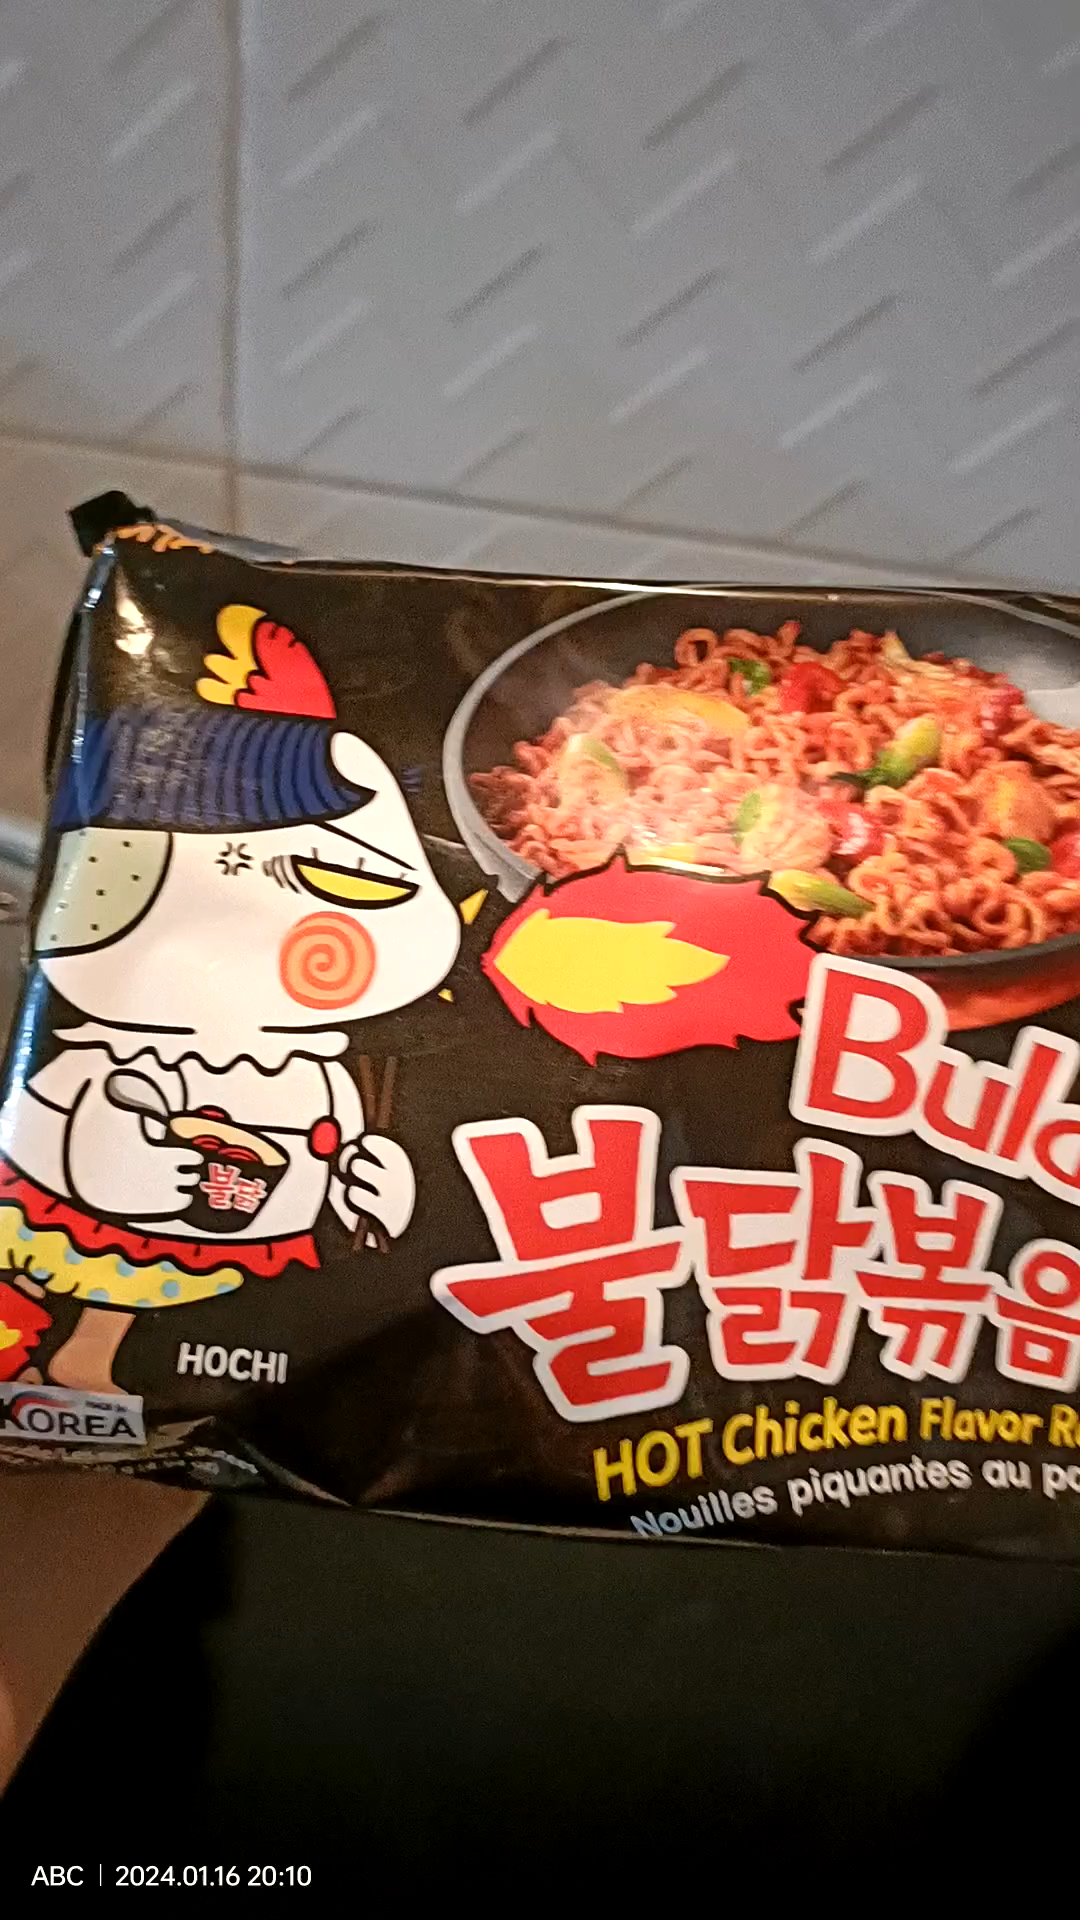 Buld
불닭볶음
불닭
HOCHI
KOREA
HOT Chicken Flavor R
Nouilles piquantes au po
ABC | 2024.01.16 20:10